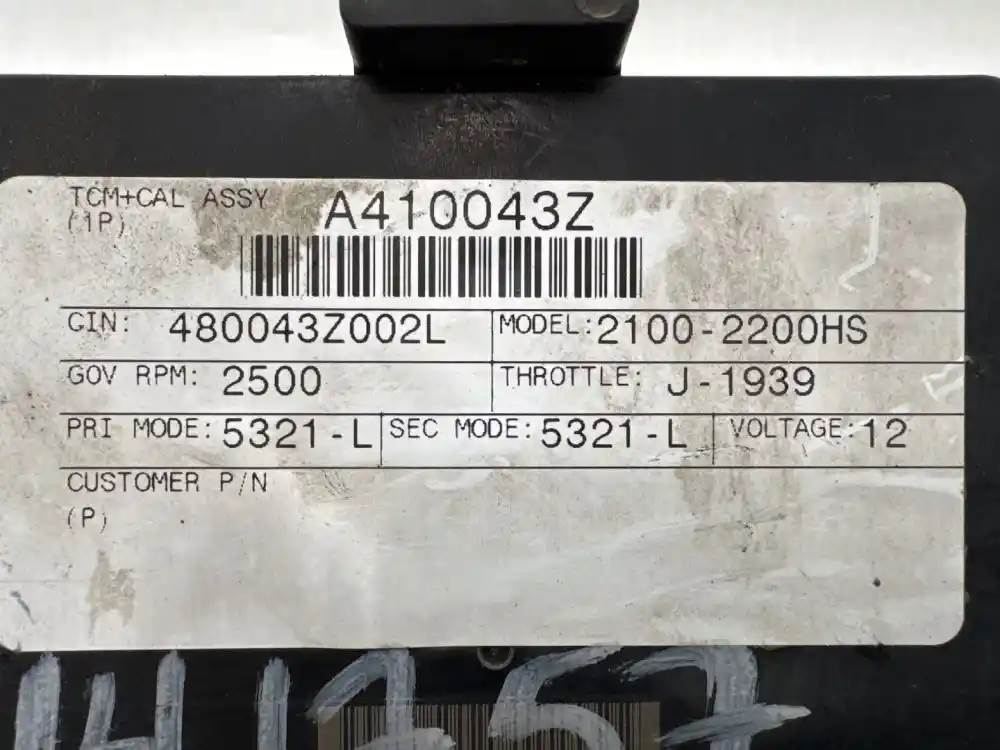 TCM+CAL ASSY
(1P)
A410043Z
CIN: 480043Z002L MODEL: 2100-2200HS
GOV RPM: 2500 THROTTLE: J-1939
PRI MODE: 5321-L SEC MODE: 5321-L VOLTAGE: 12
CUSTOMER P/N
(P)